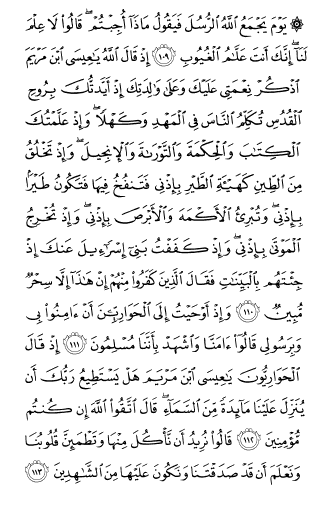 ۞ يَوْمَ يَجْمَعُ ٱللَّهُ ٱلرُّسُلَ فَيَقُولُ مَاذَآ أُجِبْتُمْ ۖ قَالُوا۟ لَا عِلْمَ
لَنَآ ۖ إِنَّكَ أَنتَ عَلَّٰمُ ٱلْغُيُوبِ ١٠٩ إِذْ قَالَ ٱللَّهُ يَٰعِيسَى ٱبْنَ مَرْيَمَ
ٱذْكُرْ نِعْمَتِى عَلَيْكَ وَعَلَىٰ وَٰلِدَتِكَ إِذْ أَيَّدتُّكَ بِرُوحِ
ٱلْقُدُسِ تُكَلِّمُ ٱلنَّاسَ فِى ٱلْمَهْدِ وَكَهْلًا ۖ وَإِذْ عَلَّمْتُكَ
ٱلْكِتَٰبَ وَٱلْحِكْمَةَ وَٱلتَّوْرَىٰةَ وَٱلْإِنجِيلَ ۖ وَإِذْ تَخْلُقُ
مِنَ ٱلطِّينِ كَهَيْـَٔةِ ٱلطَّيْرِ بِإِذْنِى فَتَنفُخُ فِيهَا فَتَكُونُ طَيْرًۢا
بِإِذْنِى ۖ وَتُبْرِئُ ٱلْأَكْمَهَ وَٱلْأَبْرَصَ بِإِذْنِى ۖ وَإِذْ تُخْرِجُ
ٱلْمَوْتَىٰ بِإِذْنِى ۖ وَإِذْ كَفَفْتُ بَنِىٓ إِسْرَٰٓءِيلَ عَنكَ إِذْ
جِئْتَهُم بِٱلْبَيِّنَٰتِ فَقَالَ ٱلَّذِينَ كَفَرُوا۟ مِنْهُمْ إِنْ هَٰذَآ إِلَّا سِحْرٌ
مُّبِينٌ ١١٠ وَإِذْ أَوْحَيْتُ إِلَى ٱلْحَوَارِيِّـۧنَ أَنْ ءَامِنُوا۟ بِى
وَبِرَسُولِى قَالُوٓا۟ ءَامَنَّا وَٱشْهَدْ بِأَنَّنَا مُسْلِمُونَ ١١١ إِذْ قَالَ
ٱلْحَوَارِيُّونَ يَٰعِيسَى ٱبْنَ مَرْيَمَ هَلْ يَسْتَطِيعُ رَبُّكَ أَن
يُنَزِّلَ عَلَيْنَا مَآئِدَةً مِّنَ ٱلسَّمَآءِ ۖ قَالَ ٱتَّقُوا۟ ٱللَّهَ إِن كُنتُم
مُّؤْمِنِينَ ١١٢ قَالُوا۟ نُرِيدُ أَن نَّأْكُلَ مِنْهَا وَتَطْمَئِنَّ قُلُوبُنَا
وَنَعْلَمَ أَن قَدْ صَدَقْتَنَا وَنَكُونَ عَلَيْهَا مِنَ ٱلشَّٰهِدِينَ ١١٣